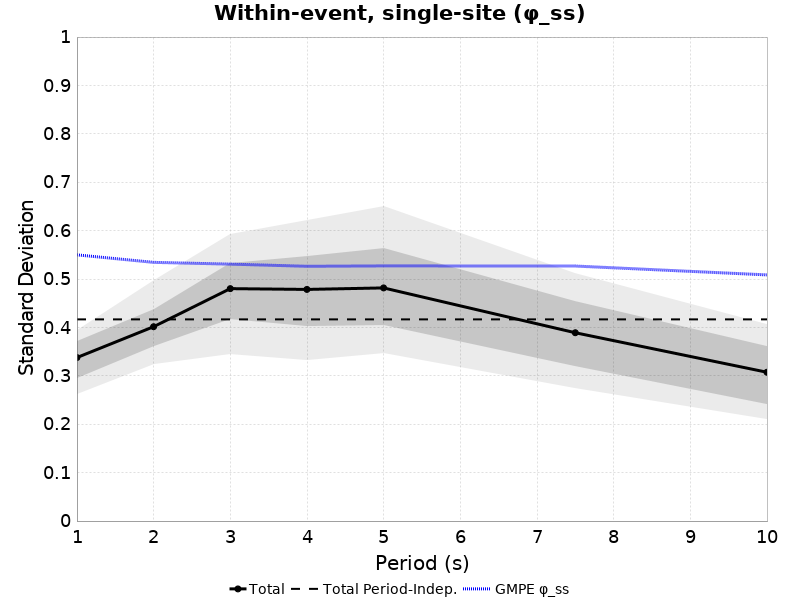 Within-event, single-site (φ_ss)
1
0.9
0.8
0.7
0.6
0.5
0.4
0.3
0.2
0.1
0
Standard Deviation
1 2 3 4 5 6 7 8 9 10
Period (s)
Total Total Period-Indep. GMPE φ_ss